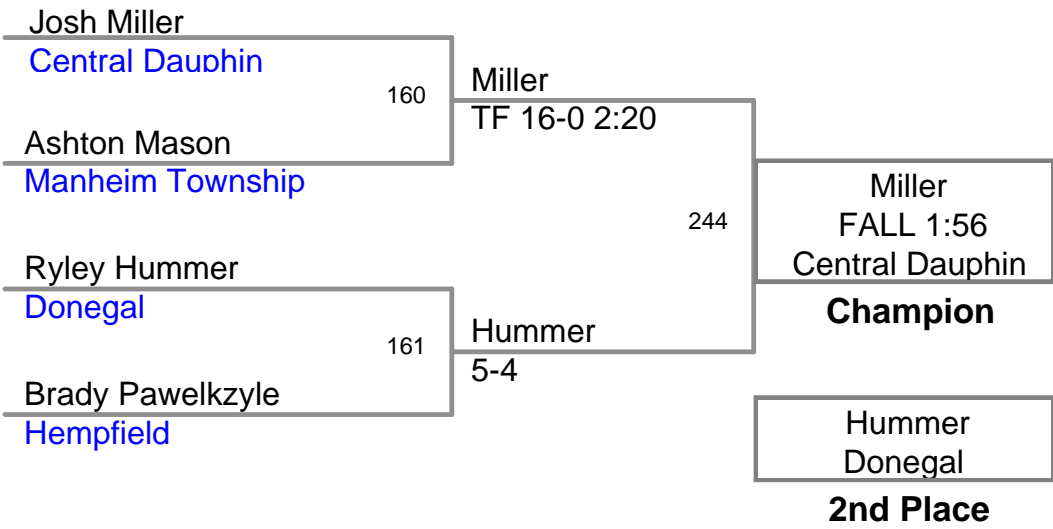 Josh Miller
Central Dauphin
160
Miller
TF 16-0 2:20
Ashton Mason
Manheim Township
244
Miller
FALL 1:56
Central Dauphin
Champion
Ryley Hummer
Donegal
161
Hummer
5-4
Brady Pawelkzyle
Hempfield
Hummer
Donegal
2nd Place